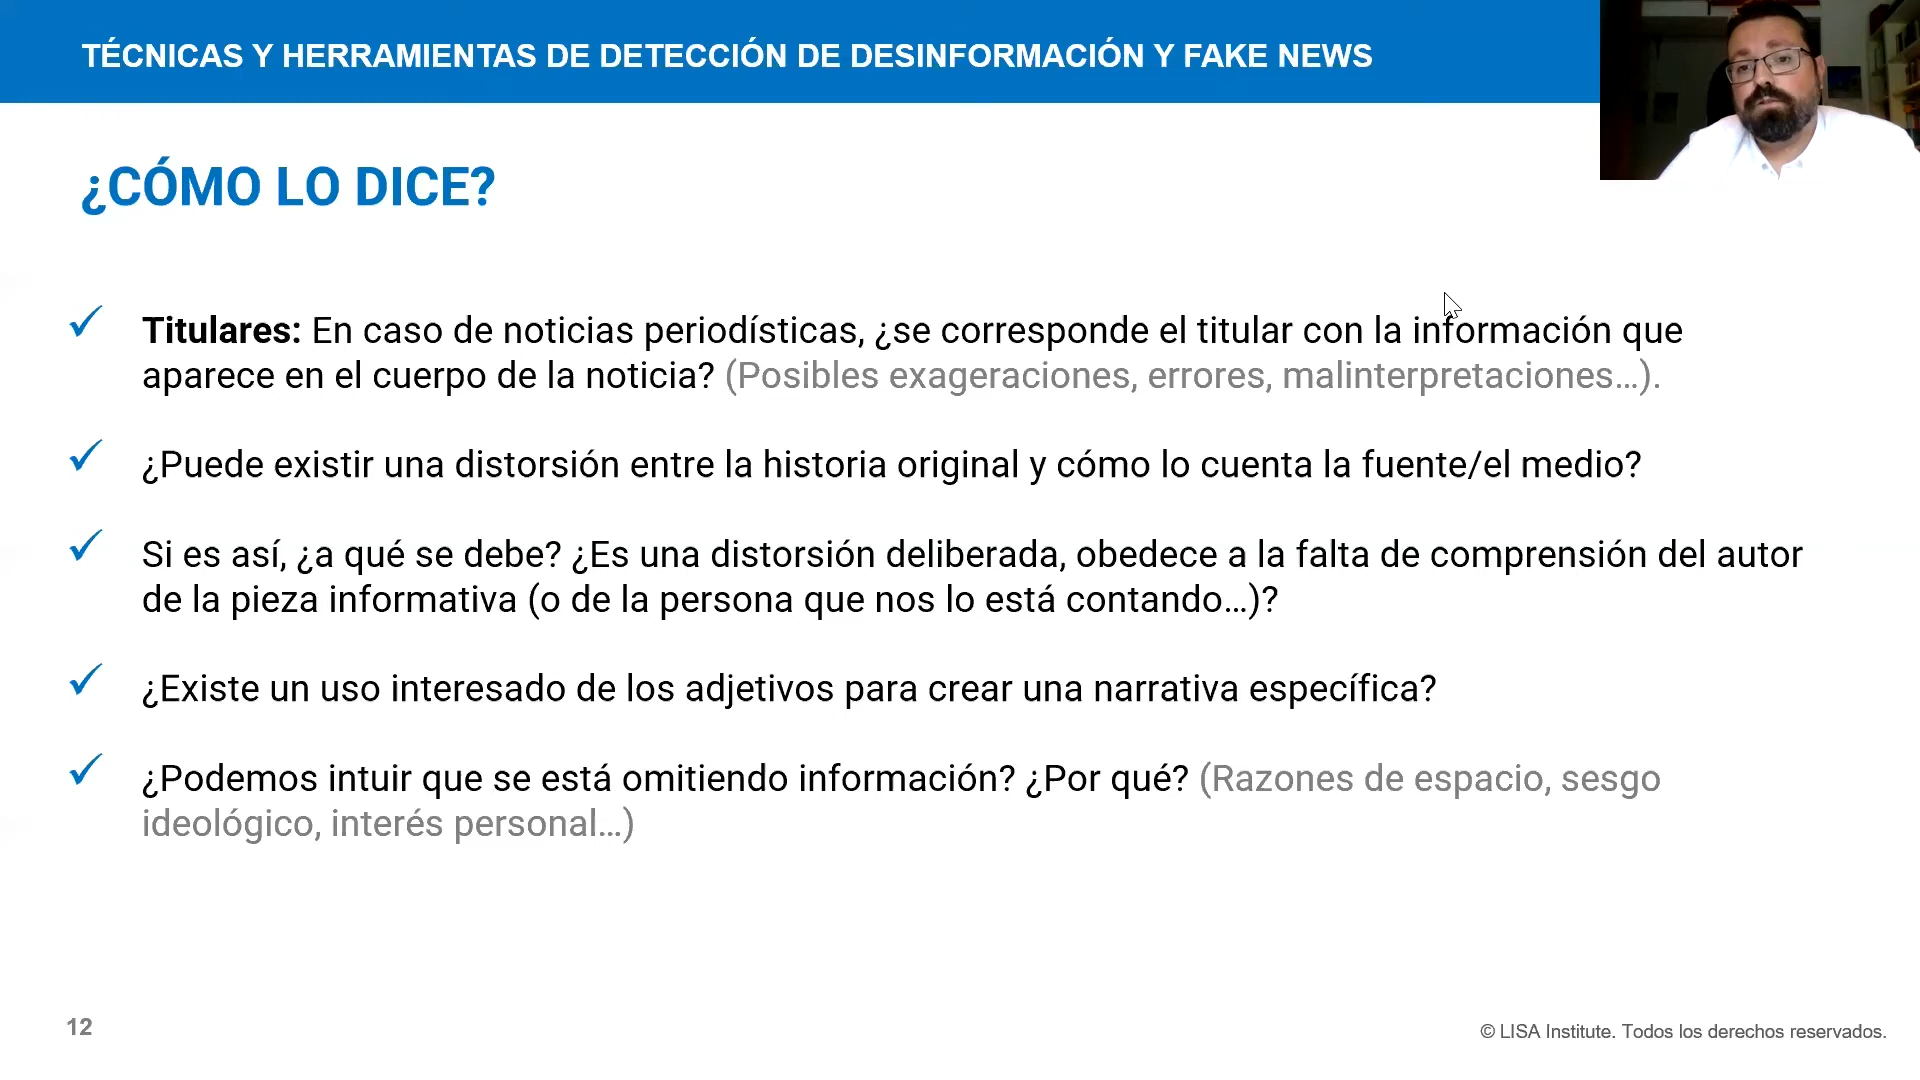 TÉCNICAS Y HERRAMIENTAS DE DETECCIÓN DE DESINFORMACIÓN Y FAKE NEWS
¿CÓMO LO DICE?
Titulares: En caso de noticias periodísticas, ¿se corresponde el titular con la información que
aparece en el cuerpo de la noticia? (Posibles exageraciones, errores, malinterpretaciones…).
¿Puede existir una distorsión entre la historia original y cómo lo cuenta la fuente/el medio?
Si es así, ¿a qué se debe? ¿Es una distorsión deliberada, obedece a la falta de comprensión del autor
de la pieza informativa (o de la persona que nos lo está contando…)?
¿Existe un uso interesado de los adjetivos para crear una narrativa específica?
¿Podemos intuir que se está omitiendo información? ¿Por qué? (Razones de espacio, sesgo
ideológico, interés personal…)
12
© LISA Institute. Todos los derechos reservados.